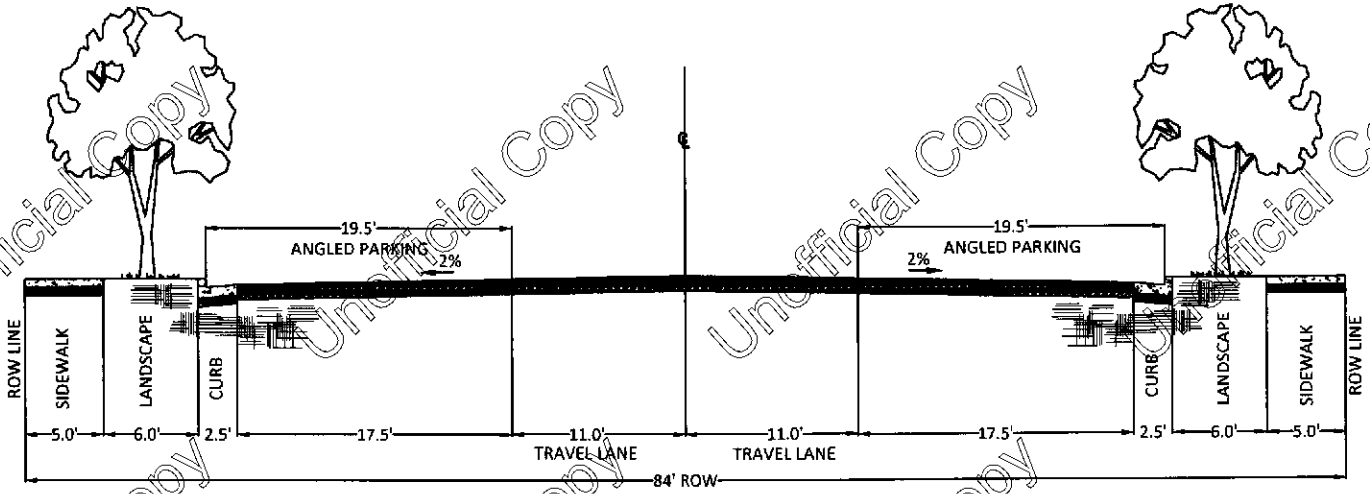 Unofficial Copy
Unofficial Copy
Unofficial Copy
Unofficial Copy
℄
19.5'
ANGLED PARKING
2%
19.5'
ANGLED PARKING
2%
ROW LINE
SIDEWALK
LANDSCAPE
CURB
CURB
LANDSCAPE
SIDEWALK
ROW LINE
5.0' 6.0' 2.5' 17.5' 11.0' 11.0' 17.5' 2.5' 6.0' 5.0'
TRAVEL LANE TRAVEL LANE
84' ROW